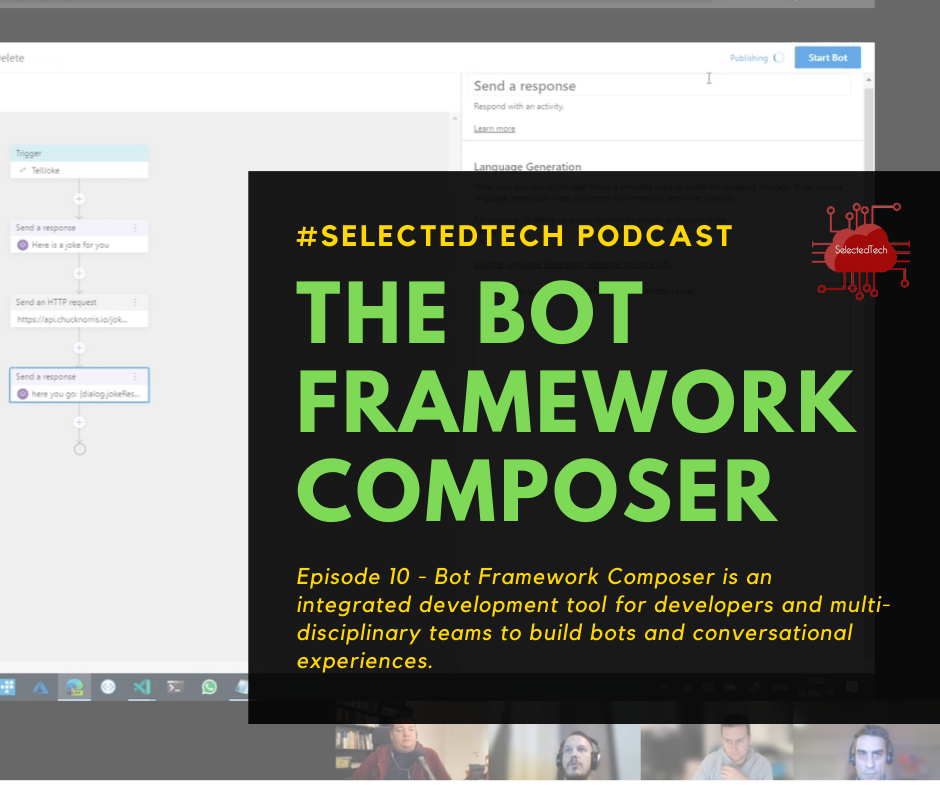 elete
Publishing
Start Bot
Send a response
Respond with an activity.
Learn more
Language Generation
Trigger
TellJoke
Send a response
Here is a joke for you
Send an HTTP request
https://api.chucknorris.io/jok...
Send a response
here you go: {dialog.jokeRes...
#SELECTEDTECH PODCAST
SelectedTech
THE BOT
FRAMEWORK
COMPOSER
Episode 10 - Bot Framework Composer is an
integrated development tool for developers and multi-
disciplinary teams to build bots and conversational
experiences.